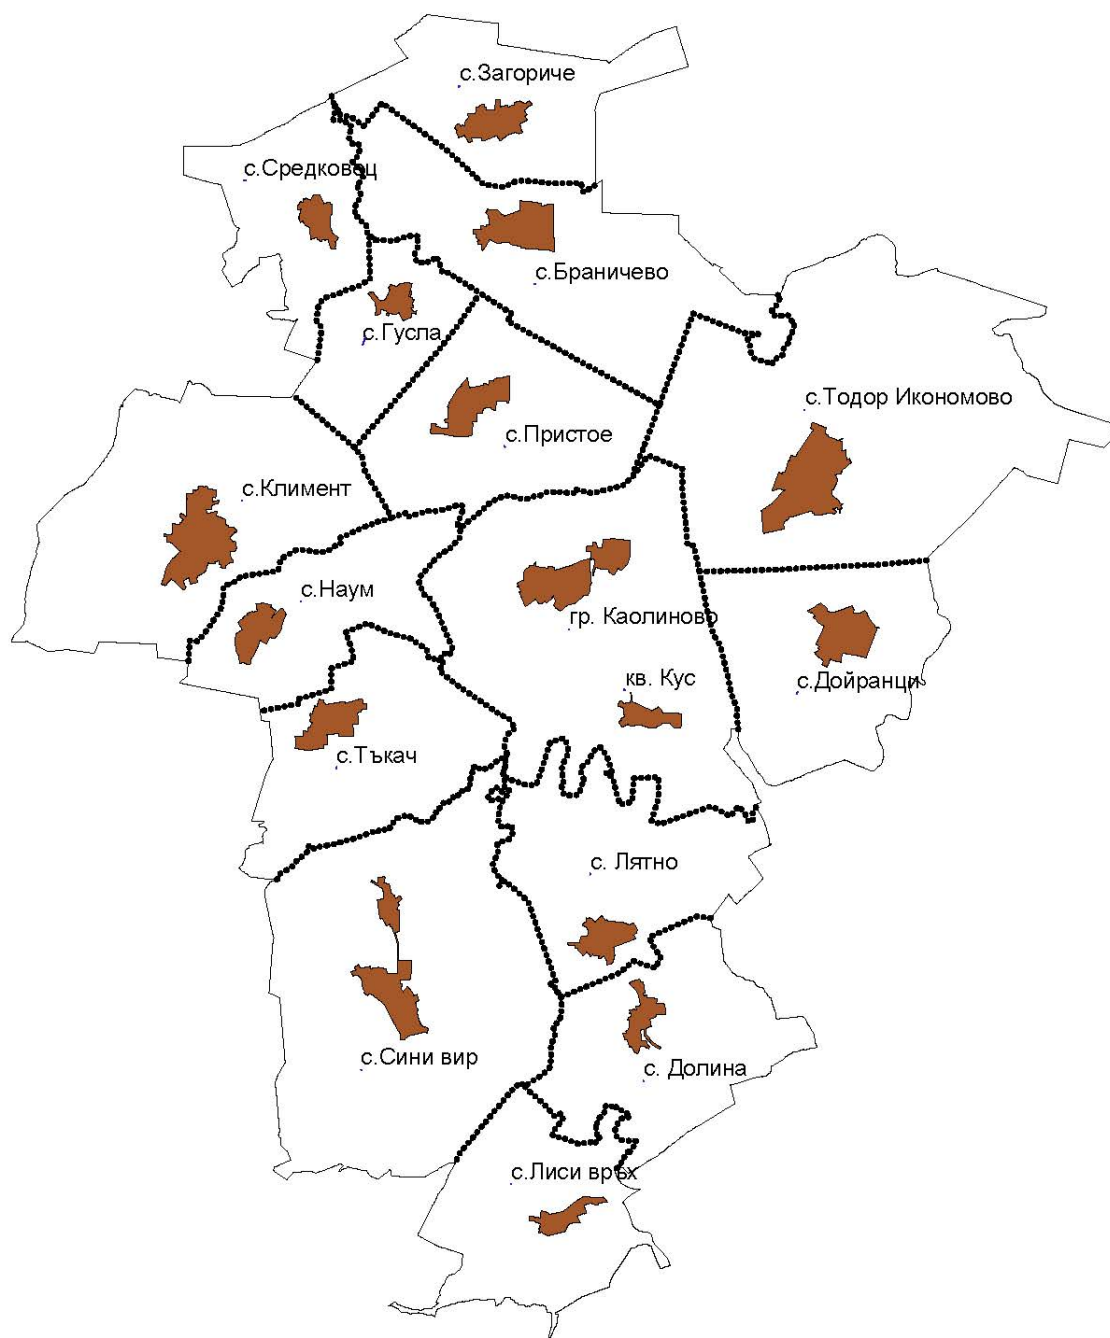 с.Загориче
с.Средковец
с.Браничево
с.Гусла
с.Тодор Икономово
с.Пристое
с.Климент
с.Наум
гр. Каолиново
кв. Кус
с.Дойранци
с.Тъкач
с. Лятно
с.Сини вир
с. Долина
с.Лиси връх